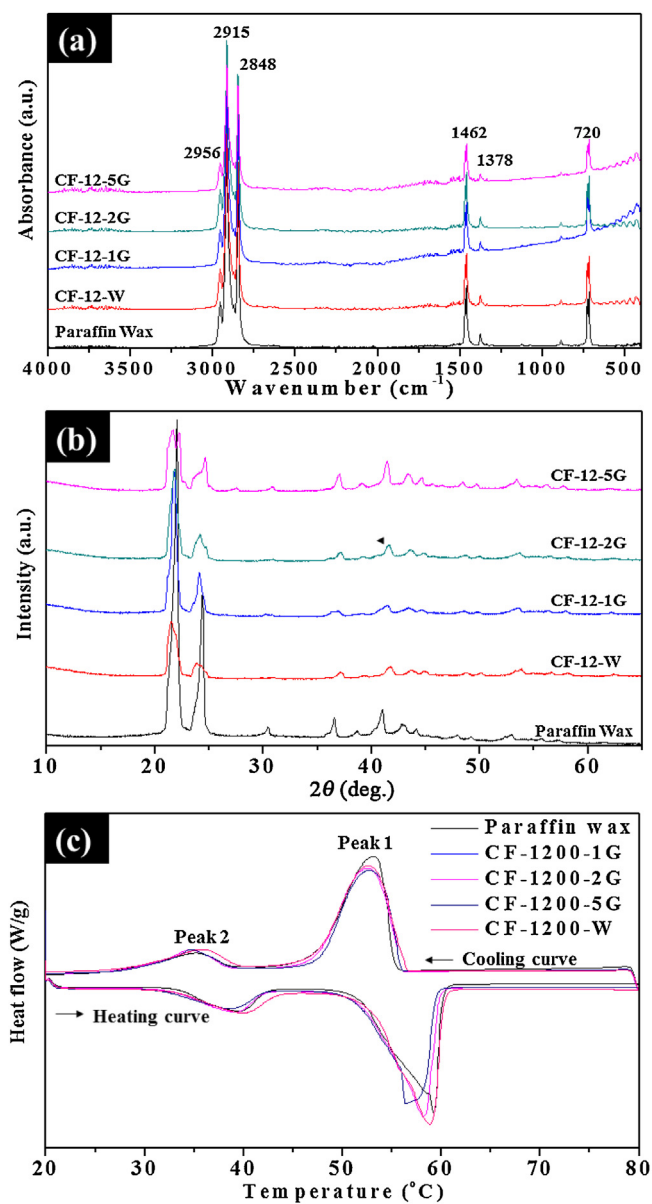 (a)
2915
2848
2956
1462
1378
720
CF-12-5G
CF-12-2G
CF-12-1G
CF-12-W
Paraffin Wax
Absorbance (a.u.)
4000 3500 3000 2500 2000 1500 1000 500
Wavenumber (cm⁻¹)
(b)
CF-12-5G
CF-12-2G
CF-12-1G
CF-12-W
Paraffin Wax
Intensity (a.u.)
10 20 30 40 50 60
2θ (deg.)
(c)
Peak 1
Peak 2
Paraffin wax
CF-1200-1G
CF-1200-2G
CF-1200-5G
CF-1200-W
← Cooling curve
→ Heating curve
Heat flow (W/g)
20 30 40 50 60 70 80
Temperature (°C)